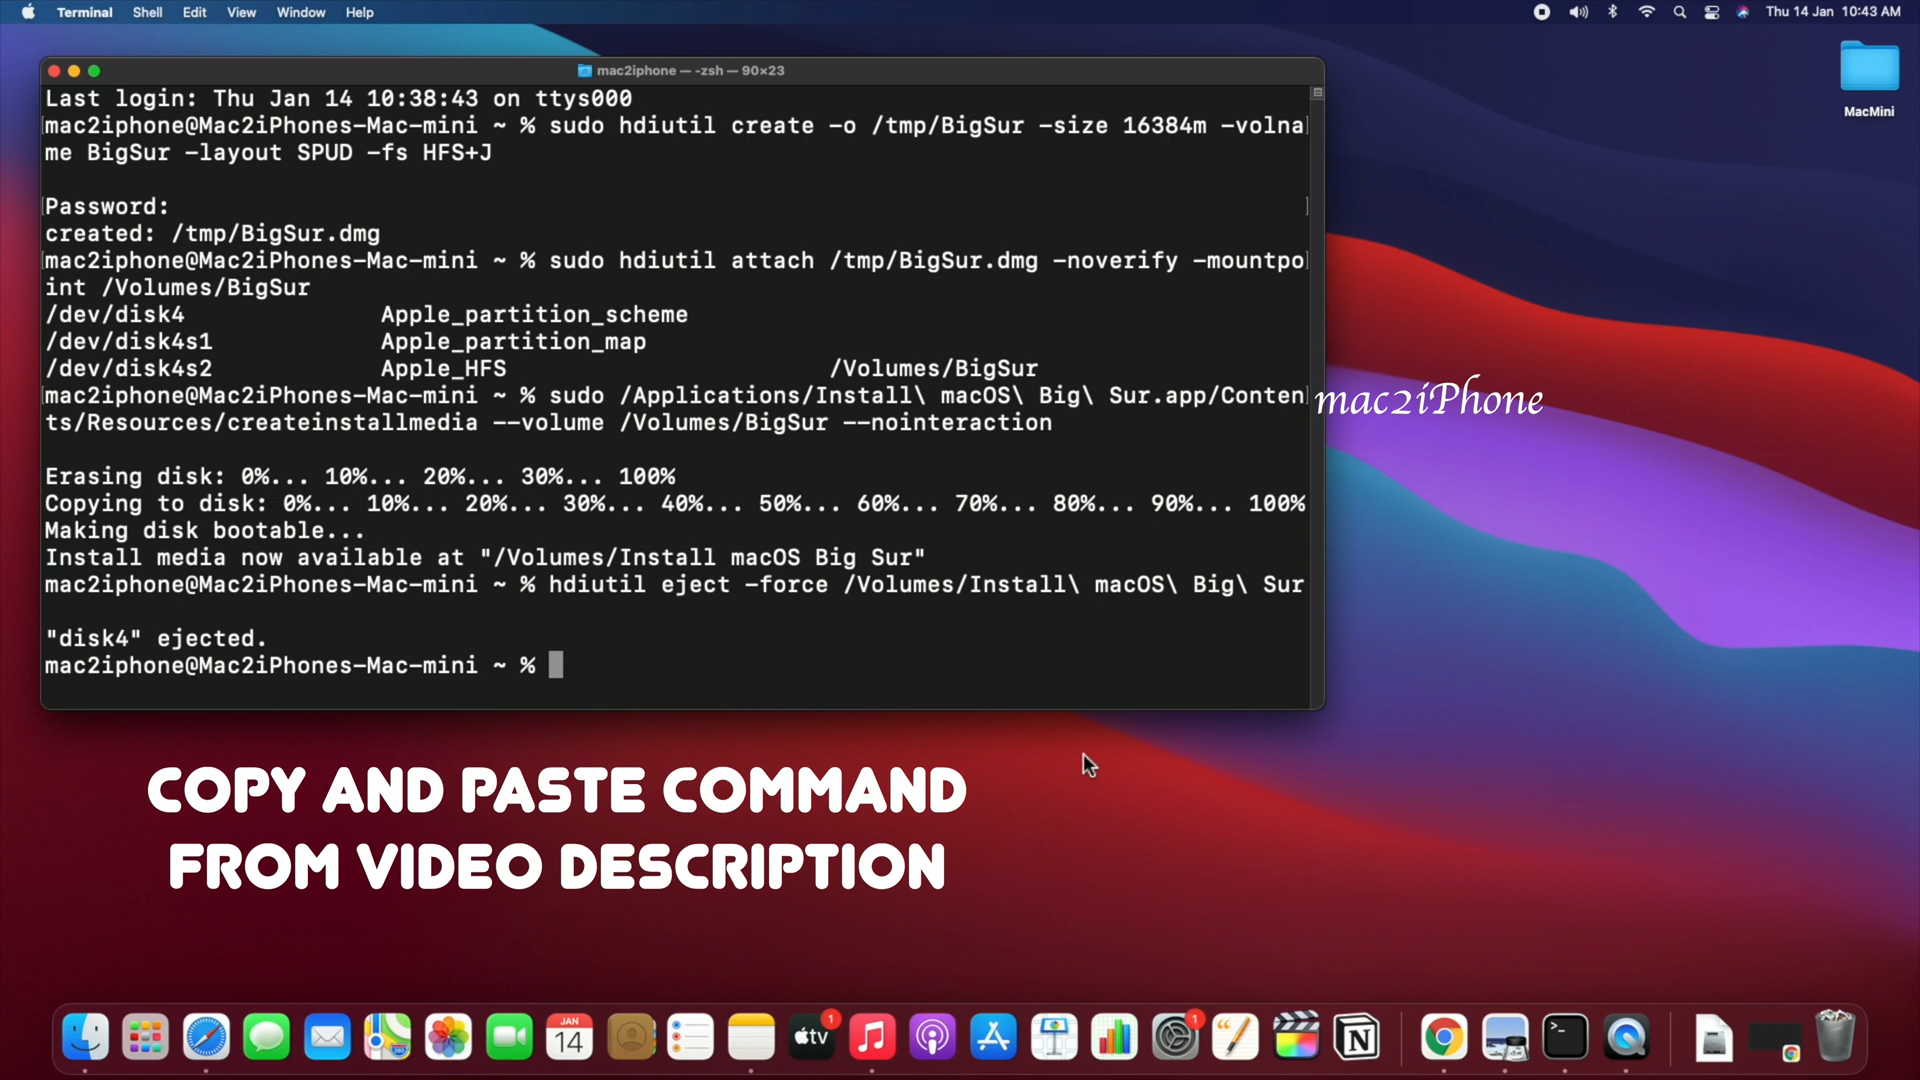 Terminal Shell Edit View Window Help Thu 14 Jan 10:43 AM
MacMini
mac2iphone — -zsh — 90×23
Last login: Thu Jan 14 10:38:43 on ttys000
[mac2iphone@Mac2iPhones-Mac-mini ~ % sudo hdiutil create -o /tmp/BigSur -size 16384m -volna]
me BigSur -layout SPUD -fs HFS+J
[Password: ]
created: /tmp/BigSur.dmg
[mac2iphone@Mac2iPhones-Mac-mini ~ % sudo hdiutil attach /tmp/BigSur.dmg -noverify -mountpo]
int /Volumes/BigSur
/dev/disk4 Apple_partition_scheme
/dev/disk4s1 Apple_partition_map
/dev/disk4s2 Apple_HFS /Volumes/BigSur
[mac2iphone@Mac2iPhones-Mac-mini ~ % sudo /Applications/Install\ macOS\ Big\ Sur.app/Conten]
ts/Resources/createinstallmedia --volume /Volumes/BigSur --nointeraction
Erasing disk: 0%... 10%... 20%... 30%... 100%
Copying to disk: 0%... 10%... 20%... 30%... 40%... 50%... 60%... 70%... 80%... 90%... 100%
Making disk bootable...
Install media now available at "/Volumes/Install macOS Big Sur"
mac2iphone@Mac2iPhones-Mac-mini ~ % hdiutil eject -force /Volumes/Install\ macOS\ Big\ Sur
"disk4" ejected.
mac2iphone@Mac2iPhones-Mac-mini ~ %
mac2iPhone
COPY AND PASTE COMMAND
FROM VIDEO DESCRIPTION
JAN
14
tv
1
1